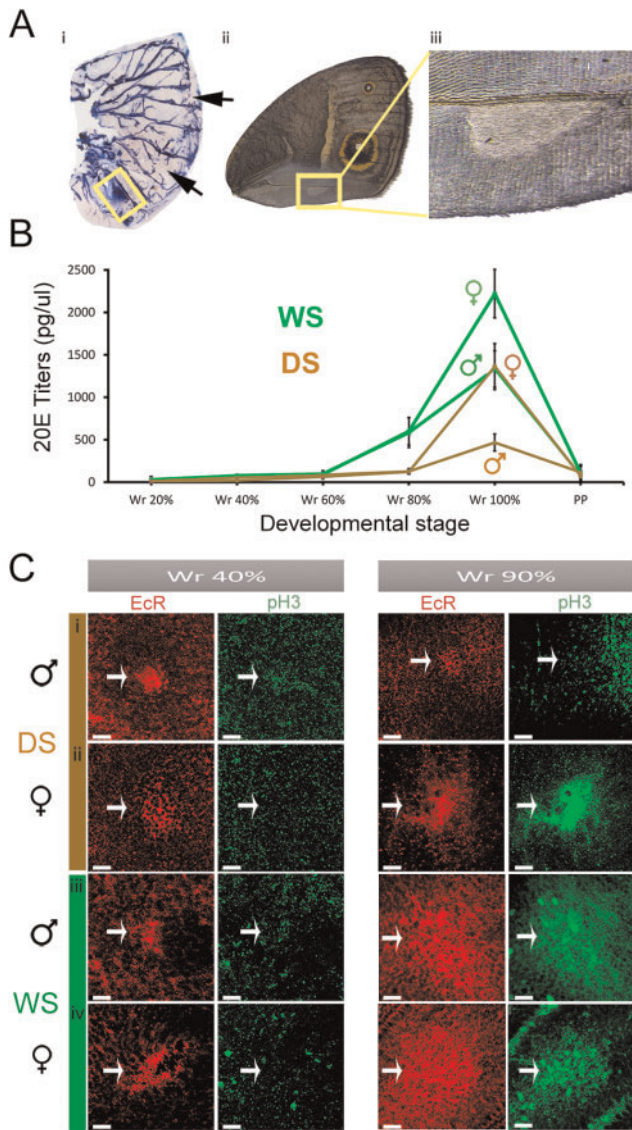 A
i
ii
iii
B
20E Titers (pg/ul)
2500
2000
1500
1000
500
0
WS
DS
♀
♂
♀
♂
Wr 20%
Wr 40%
Wr 60%
Wr 80%
Wr 100%
PP
Developmental stage
C
Wr 40%
Wr 90%
EcR
pH3
EcR
pH3
i
♂
DS
ii
♀
iii
♂
WS
iv
♀